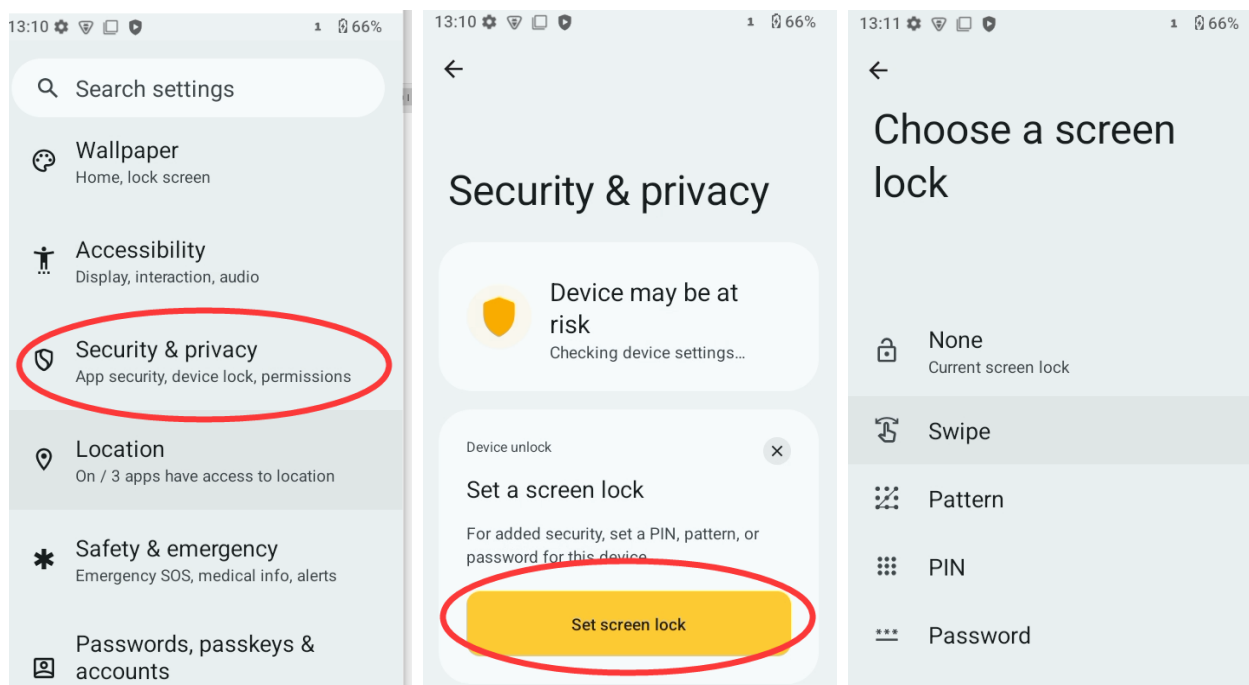 13:10
1
66%
Search settings
Wallpaper
Home, lock screen
Accessibility
Display, interaction, audio
Security & privacy
App security, device lock, permissions
Location
On / 3 apps have access to location
Safety & emergency
Emergency SOS, medical info, alerts
Passwords, passkeys &
accounts
13:10
1
66%
Security & privacy
Device may be at
risk
Checking device settings...
Device unlock
Set a screen lock
For added security, set a PIN, pattern, or
password for this device.
Set screen lock
13:11
1
66%
Choose a screen
lock
None
Current screen lock
Swipe
Pattern
PIN
Password